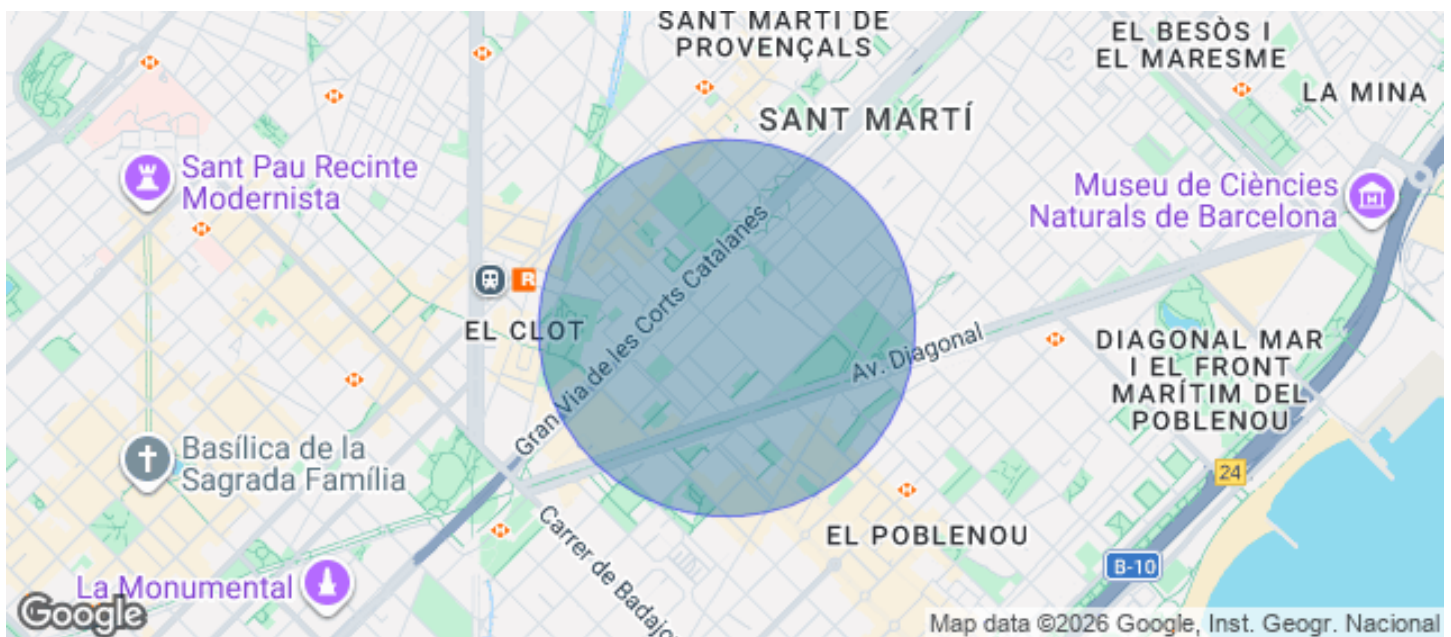 SANT MARTÍ DE
PROVENÇALS
EL BESÒS I
EL MARESME
LA MINA
SANT MARTÍ
Sant Pau Recinte
Modernista
Museu de Ciències
Naturals de Barcelona
Gran Via de les Corts Catalanes
R
EL CLOT
Av. Diagonal
DIAGONAL MAR
I EL FRONT
MARÍTIM DEL
POBLENOU
Basílica de la
Sagrada Família
24
EL POBLENOU
Carrer de Badajo
B-10
La Monumental
Google
Map data ©2026 Google, Inst. Geogr. Nacional